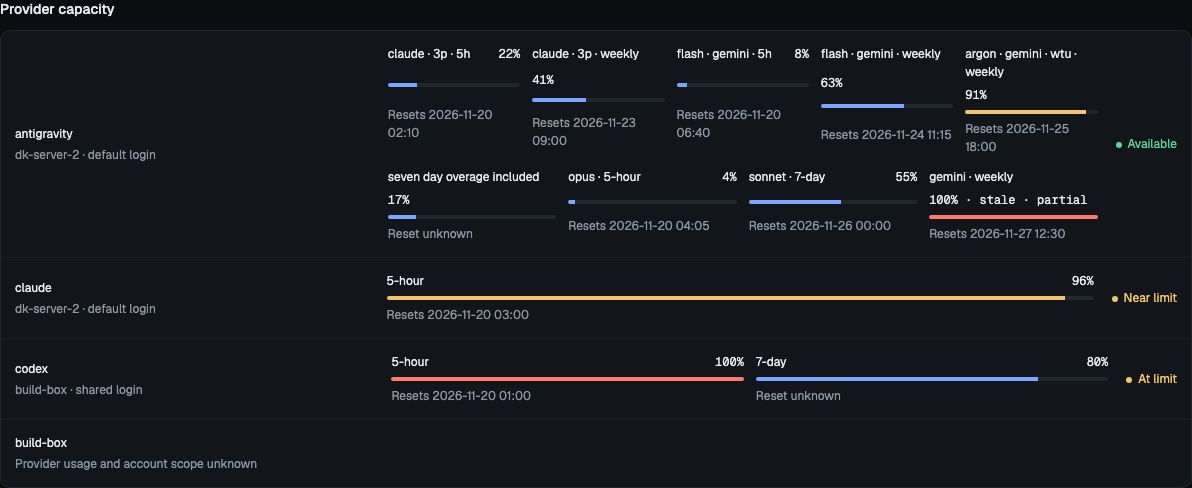 Provider capacity
antigravity
dk-server-2 · default login
claude · 3p · 5h 22%
Resets 2026-11-20
02:10
claude · 3p · weekly
41%
Resets 2026-11-23
09:00
flash · gemini · 5h 8%
Resets 2026-11-20
06:40
flash · gemini · weekly
63%
Resets 2026-11-24 11:15
argon · gemini · wtu ·
weekly
91%
Resets 2026-11-25
18:00
seven day overage included
17%
Reset unknown
opus · 5-hour 4%
Resets 2026-11-20 04:05
sonnet · 7-day 55%
Resets 2026-11-26 00:00
gemini · weekly
100% · stale · partial
Resets 2026-11-27 12:30
Available
claude
dk-server-2 · default login
5-hour 96%
Resets 2026-11-20 03:00
Near limit
codex
build-box · shared login
5-hour 100%
Resets 2026-11-20 01:00
7-day 80%
Reset unknown
At limit
build-box
Provider usage and account scope unknown